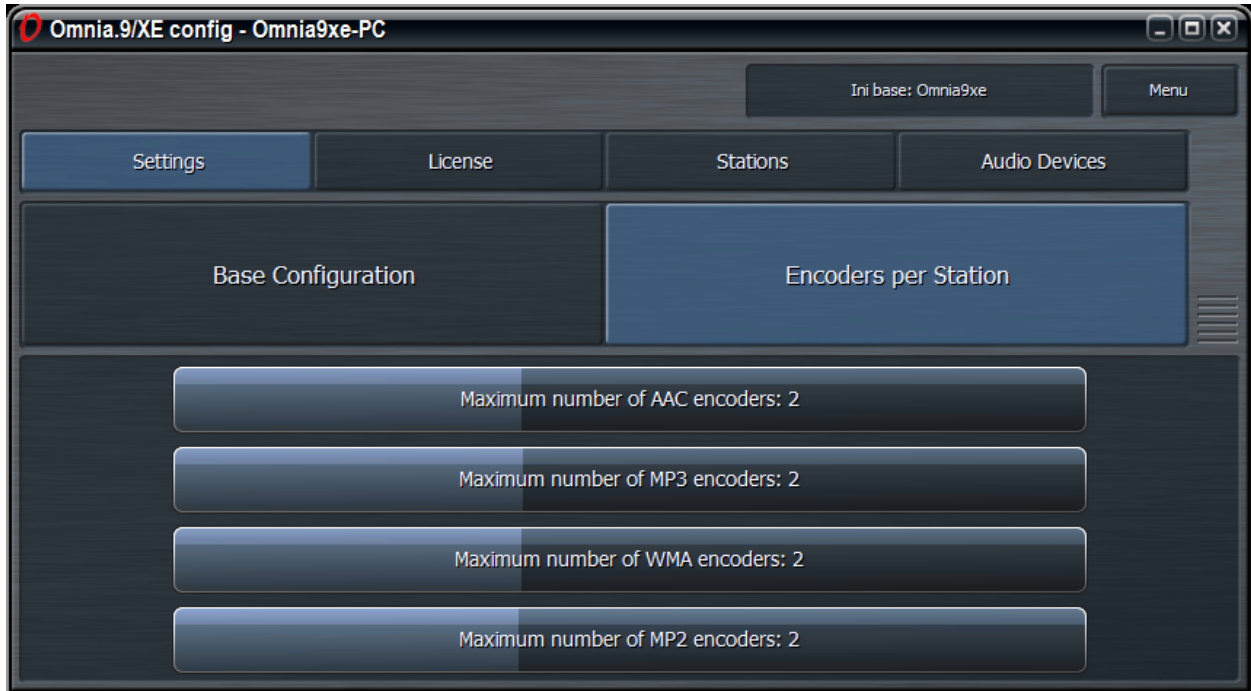 Omnia.9/XE config - Omnia9xe-PC
Ini base: Omnia9xe
Menu
Settings
License
Stations
Audio Devices
Base Configuration
Encoders per Station
Maximum number of AAC encoders: 2
Maximum number of MP3 encoders: 2
Maximum number of WMA encoders: 2
Maximum number of MP2 encoders: 2